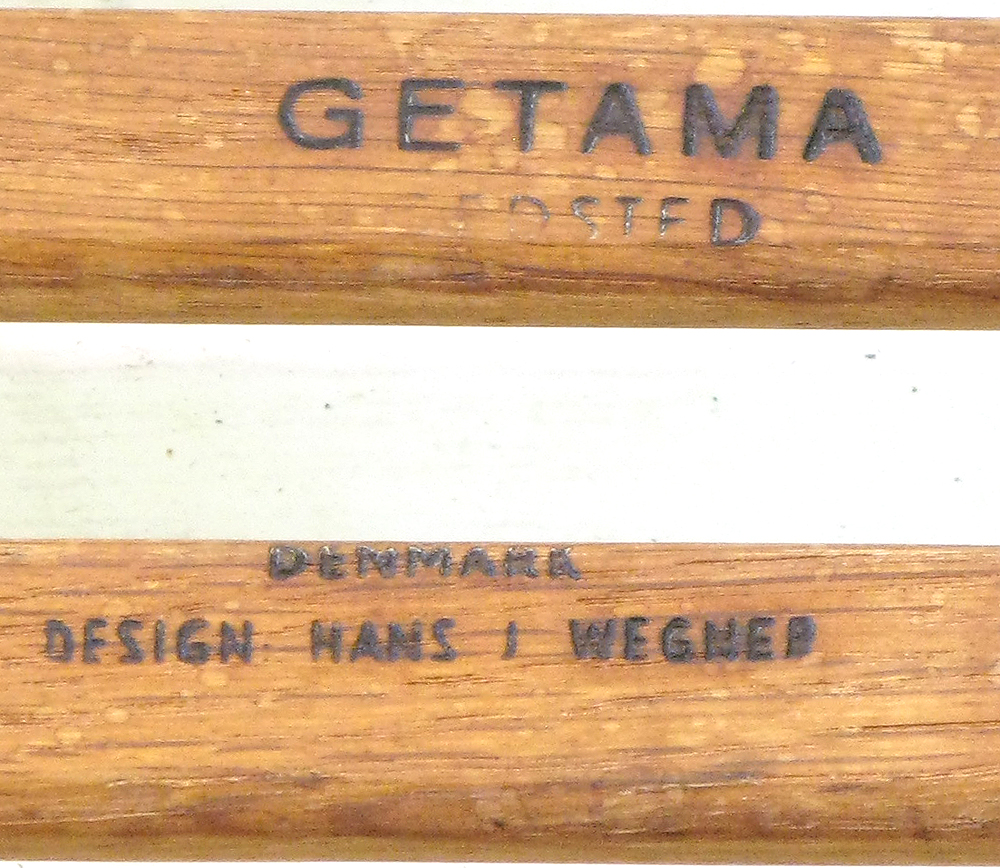 GETAMA
GEDSTED
DENMARK
DESIGN HANS J WEGNER